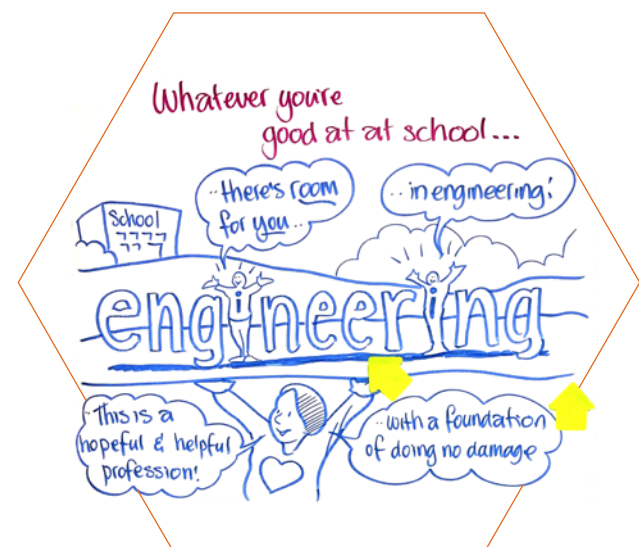 Whatever you're
good at at school...
..there's room
for you..
..in engineering!
School
engineering
This is a
hopeful & helpful
profession!
..with a foundation
of doing no damage